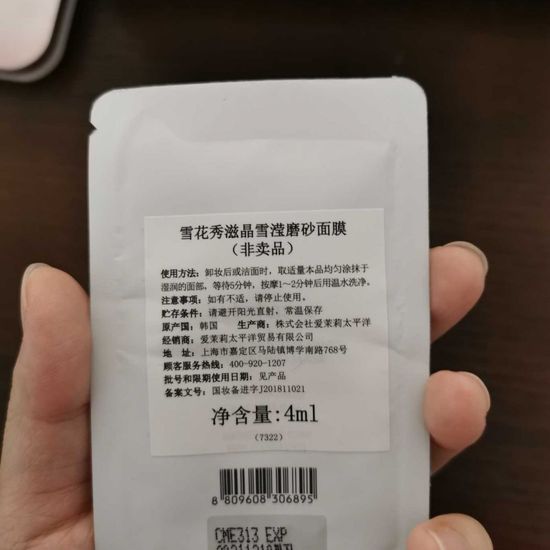 雪花秀滋晶雪滢磨砂面膜
（非卖品）
使用方法：卸妆后或洁面时，取适量本品均匀涂抹于
湿润的面部，等待5分钟，按摩1～2分钟后用温水洗净。
注意事项：如有不适，请停止使用。
贮存条件：请避开阳光直射，常温保存
原产国：韩国 生产商：株式会社爱茉莉太平洋
经销商：爱茉莉太平洋贸易有限公司
地 址：上海市嘉定区马陆镇博学南路768号
顾客服务热线：400-920-1207
批号和限期使用日期：见产品
备案文号：国妆备进字J201811021
净含量:4ml
（7322）
8 809608 306895
CME313 EXP